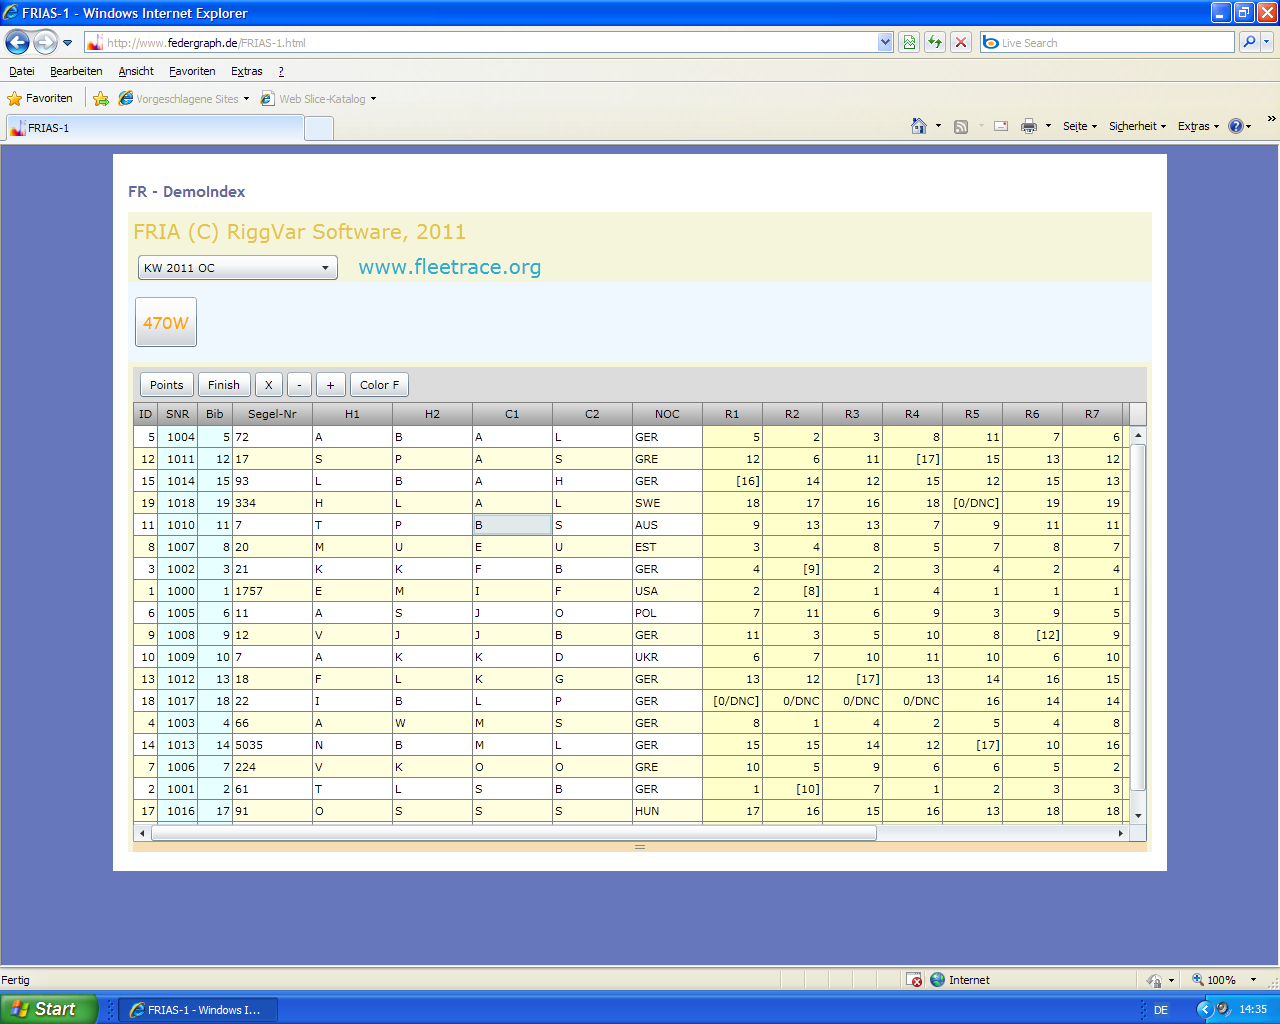 FRIAS-1 - Windows Internet Explorer
http://www.federgraph.de/FRIAS-1.html
Live Search
Datei Bearbeiten Ansicht Favoriten Extras ?
Favoriten Vorgeschlagene Sites Web Slice-Katalog
FRIAS-1 Seite Sicherheit Extras
FR - DemoIndex
FRIA (C) RiggVar Software, 2011
KW 2011 OC www.fleetrace.org
470W
Points Finish X - + Color F
ID SNR Bib Segel-Nr H1 H2 C1 C2 NOC R1 R2 R3 R4 R5 R6 R7
5 1004 5 72 A B A L GER 5 2 3 8 11 7 6
12 1011 12 17 S P A S GRE 12 6 11 [17] 15 13 12
15 1014 15 93 L B A H GER [16] 14 12 15 12 15 13
19 1018 19 334 H L A L SWE 18 17 16 18 [0/DNC] 19 19
11 1010 11 7 T P B S AUS 9 13 13 7 9 11 11
8 1007 8 20 M U E U EST 3 4 8 5 7 8 7
3 1002 3 21 K K F B GER 4 [9] 2 3 4 2 4
1 1000 1 1757 E M I F USA 2 [8] 1 4 1 1 1
6 1005 6 11 A S J O POL 7 11 6 9 3 9 5
9 1008 9 12 V J J B GER 11 3 5 10 8 [12] 9
10 1009 10 7 A K K D UKR 6 7 10 11 10 6 10
13 1012 13 18 F L K G GER 13 12 [17] 13 14 16 15
18 1017 18 22 I B L P GER [0/DNC] 0/DNC 0/DNC 0/DNC 16 14 14
4 1003 4 66 A W M S GER 8 1 4 2 5 4 8
14 1013 14 5035 N B M L GER 15 15 14 12 [17] 10 16
7 1006 7 224 V K O O GRE 10 5 9 6 6 5 2
2 1001 2 61 T L S B GER 1 [10] 7 1 2 3 3
17 1016 17 91 O S S S HUN 17 16 15 16 13 18 18
Fertig Internet 100%
Start FRIAS-1 - Windows I... DE 14:35